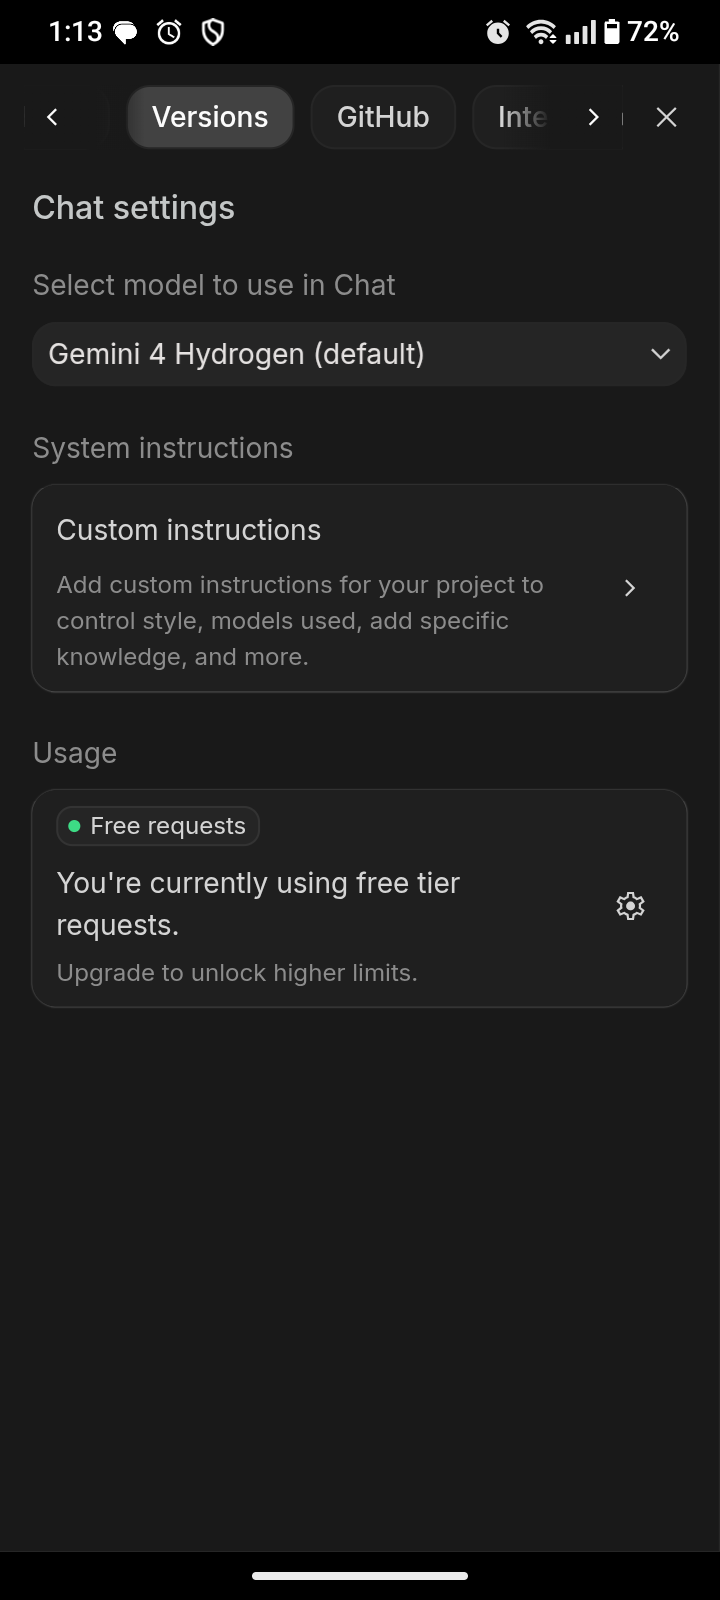 1:13
72%
Versions
GitHub
Inte
Chat settings
Select model to use in Chat
Gemini 4 Hydrogen (default)
System instructions
Custom instructions
Add custom instructions for your project to
control style, models used, add specific
knowledge, and more.
Usage
Free requests
You're currently using free tier
requests.
Upgrade to unlock higher limits.